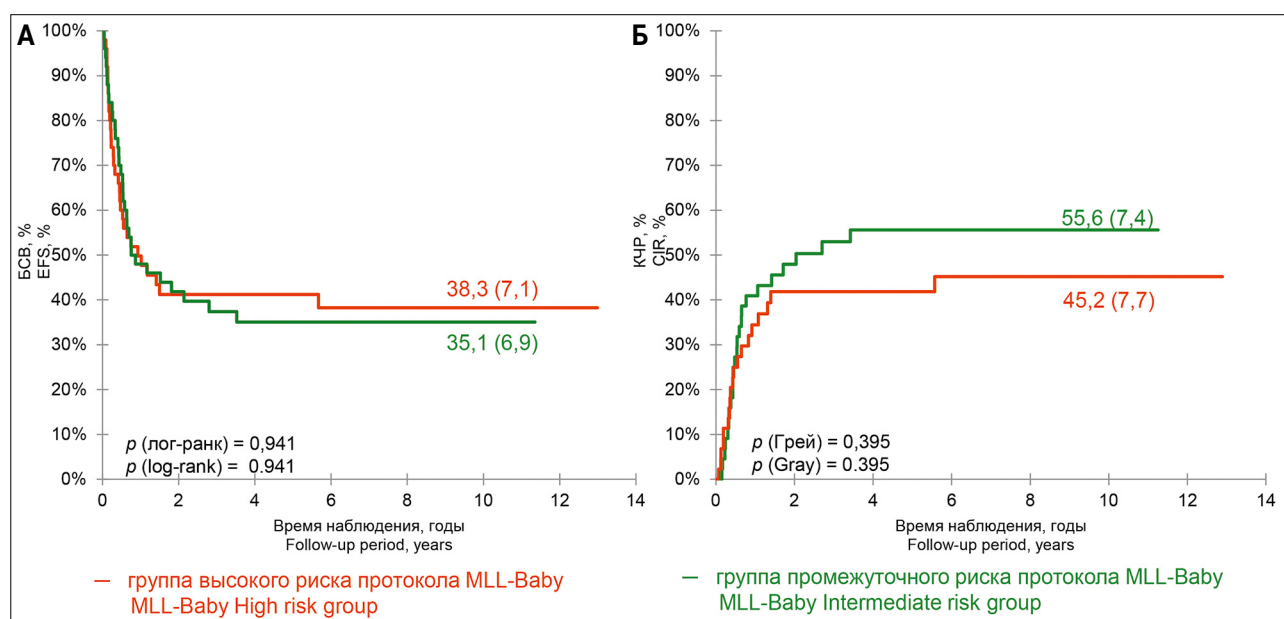 А
100%
90%
80%
70%
60%
50%
40%
30%
20%
10%
0%
БСВ, %
EFS, %
38,3 (7,1)
35,1 (6,9)
p (лог-ранк) = 0,941
p (log-rank) = 0.941
0 2 4 6 8 10 12 14
Время наблюдения, годы
Follow-up period, years
Б
100%
90%
80%
70%
60%
50%
40%
30%
20%
10%
0%
КЧР, %
CIR, %
55,6 (7,4)
45,2 (7,7)
p (Грей) = 0,395
p (Gray) = 0.395
0 2 4 6 8 10 12 14
Время наблюдения, годы
Follow-up period, years
группа высокого риска протокола MLL-Baby
MLL-Baby High risk group
группа промежуточного риска протокола MLL-Baby
MLL-Baby Intermediate risk group